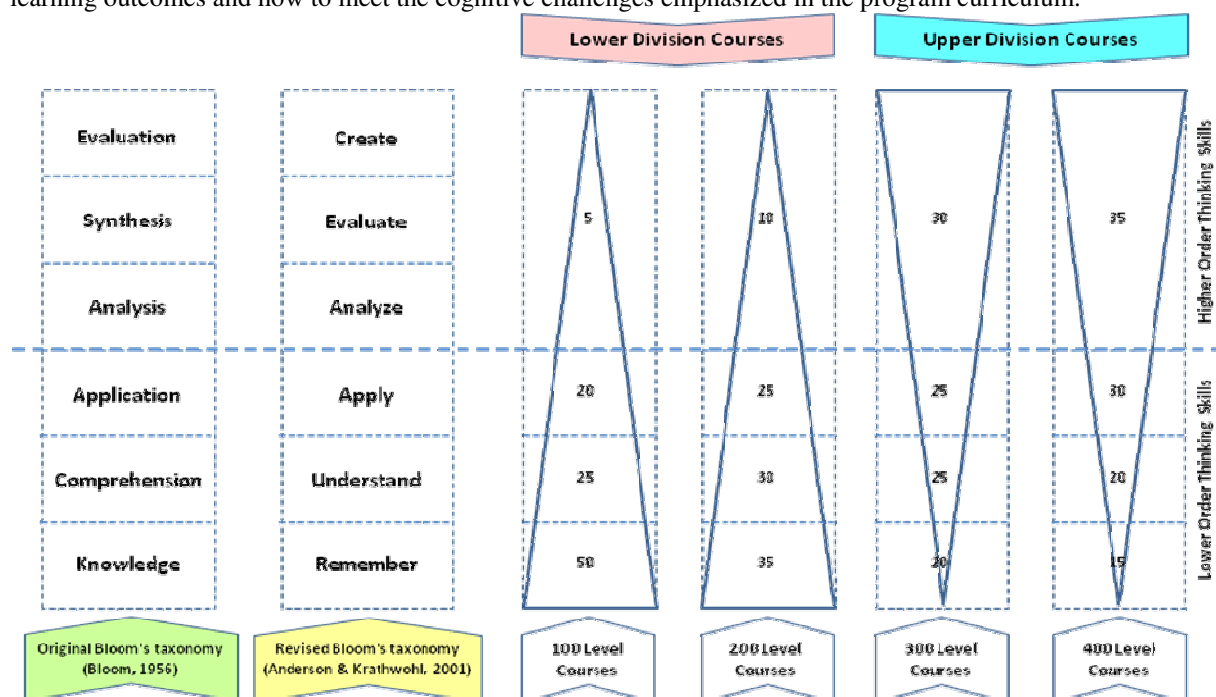 learning outcomes and how to meet the cognitive challenges emphasized in the program curriculum.
Lower Division Courses
Upper Division Courses
Evaluation
Create
Synthesis
Evaluate
5
10
30
35
Analysis
Analyze
Higher Order Thinking Skills
Application
Apply
20
25
25
30
Comprehension
Understand
25
30
25
20
Knowledge
Remember
50
35
20
15
Lower Order Thinking Skills
Original Bloom's taxonomy
(Bloom, 1956)
Revised Bloom's taxonomy
(Anderson & Krathwohl, 2001)
100 Level
Courses
200 Level
Courses
300 Level
Courses
400 Level
Courses